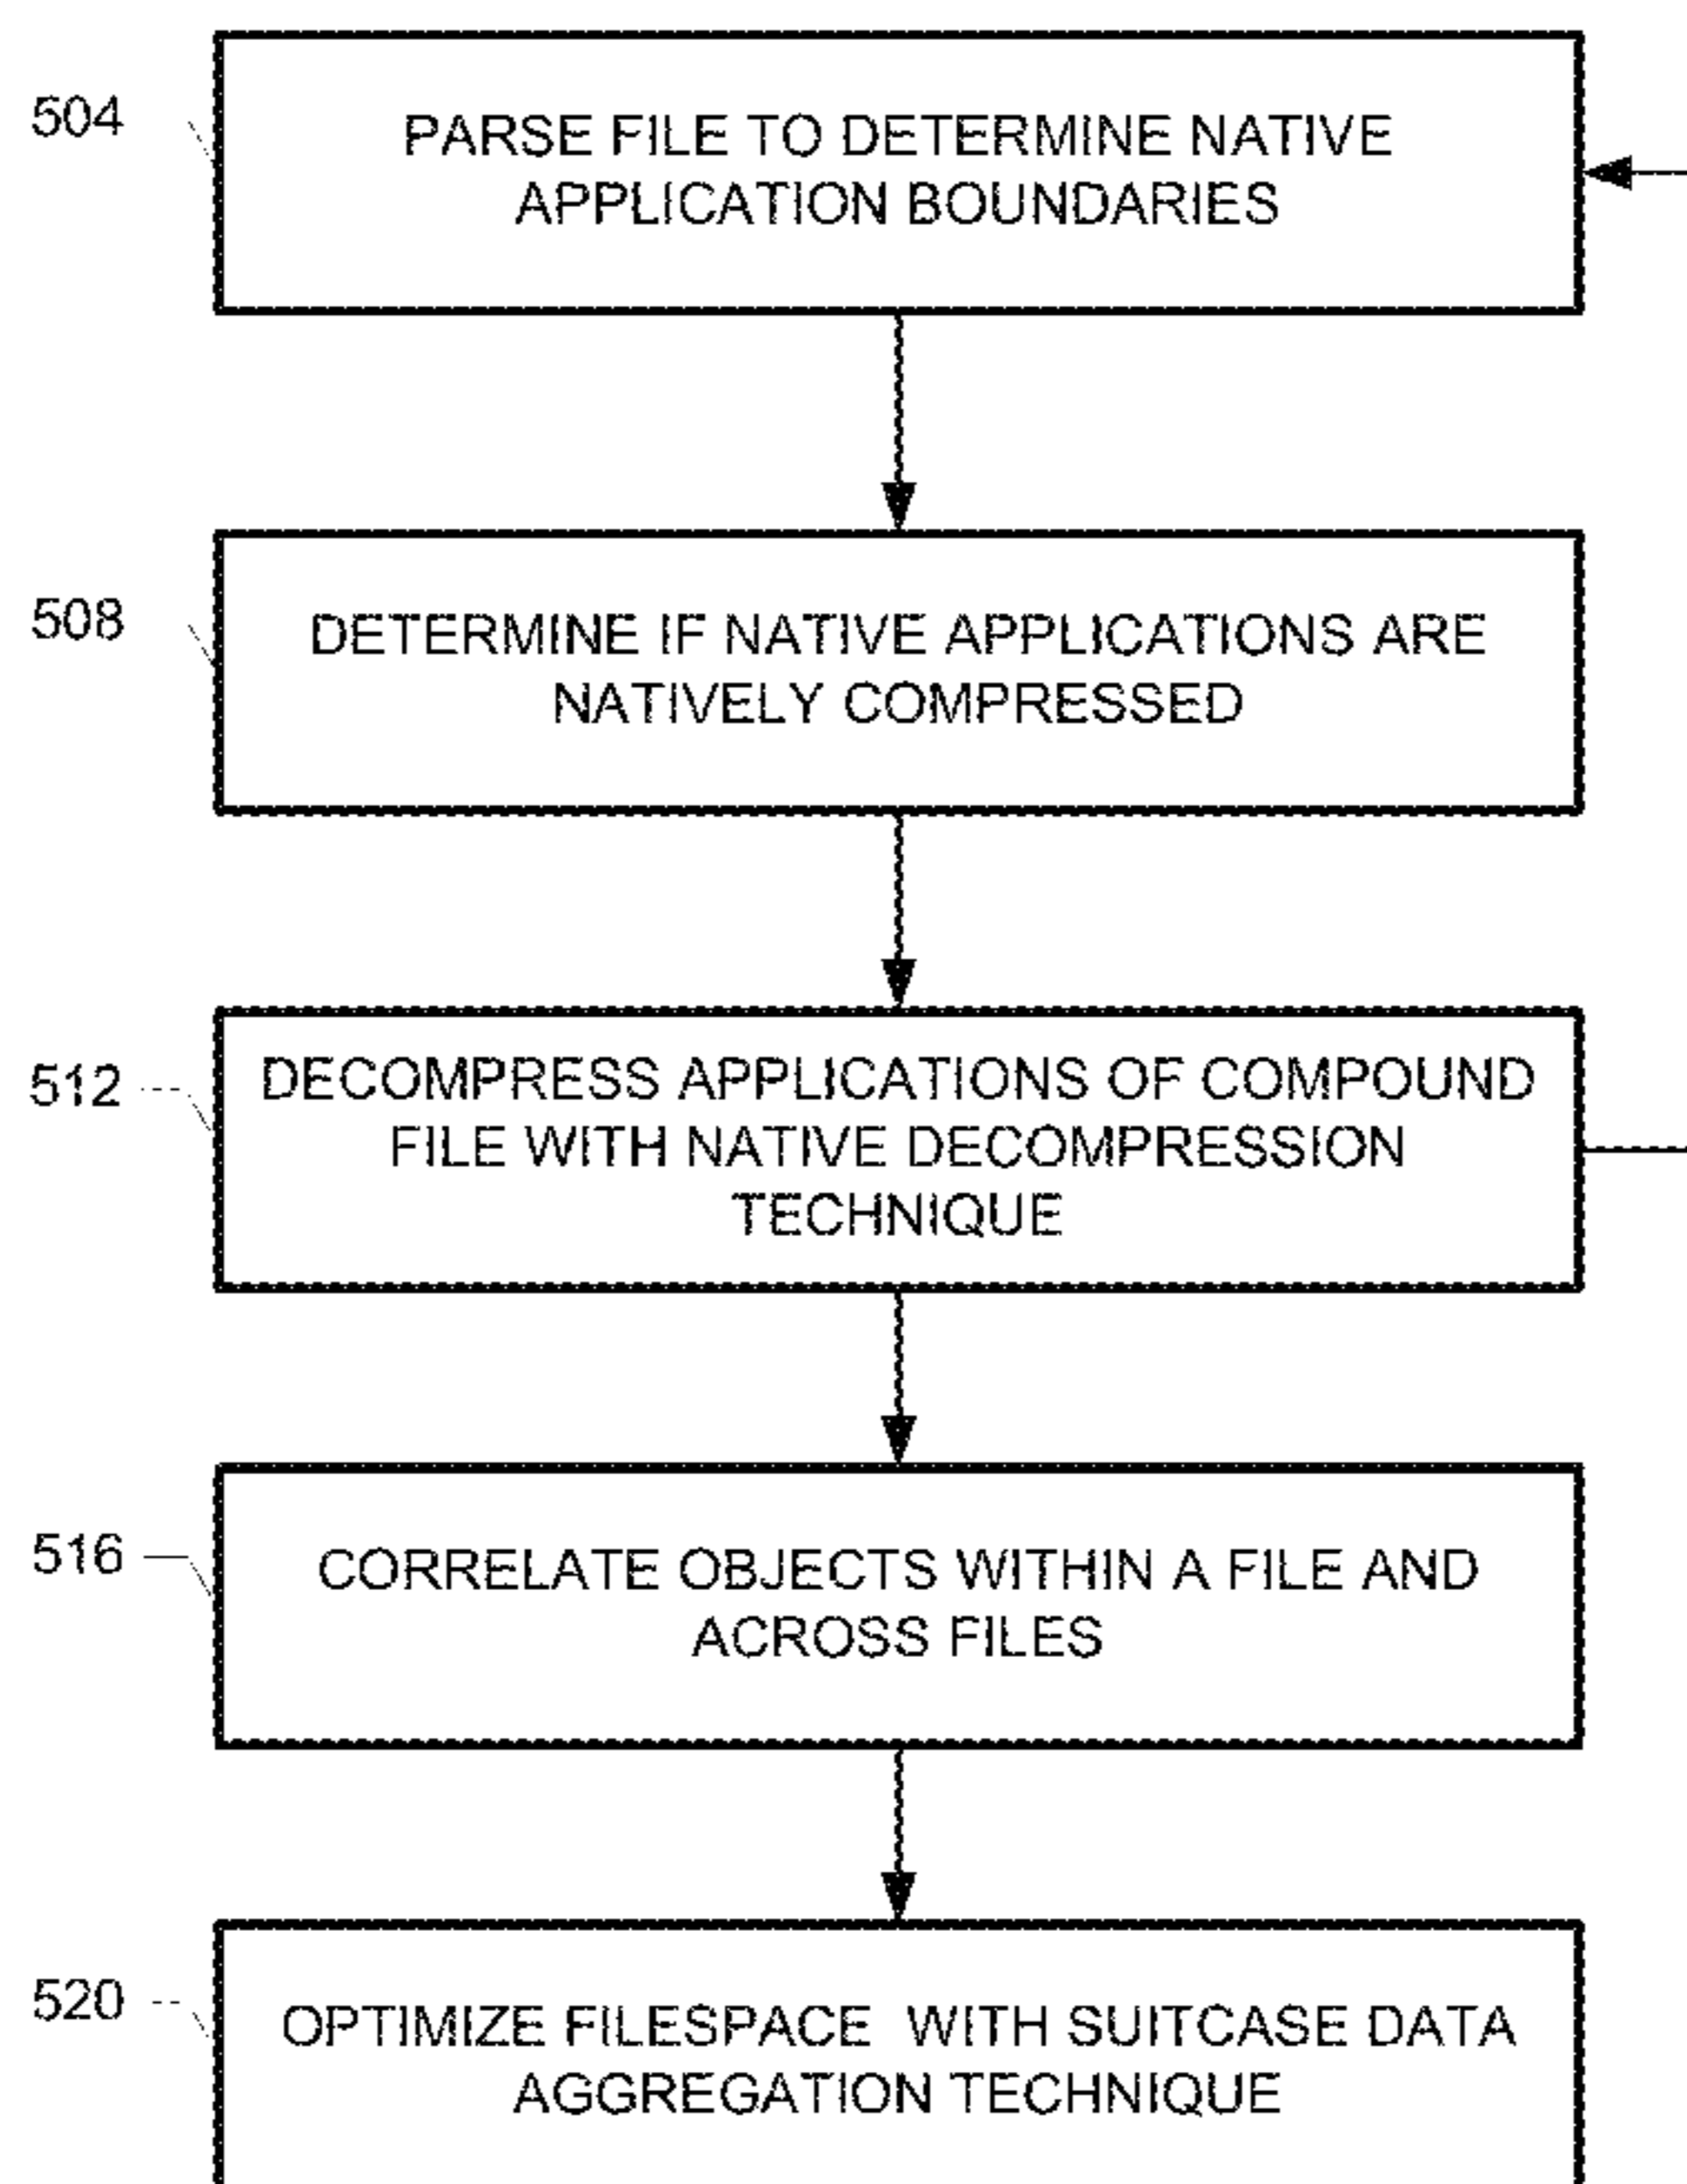 504
PARSE FILE TO DETERMINE NATIVE
APPLICATION BOUNDARIES
508
DETERMINE IF NATIVE APPLICATIONS ARE
NATIVELY COMPRESSED
512
DECOMPRESS APPLICATIONS OF COMPOUND
FILE WITH NATIVE DECOMPRESSION
TECHNIQUE
516
CORRELATE OBJECTS WITHIN A FILE AND
ACROSS FILES
520
OPTIMIZE FILESPACE WITH SUITCASE DATA
AGGREGATION TECHNIQUE